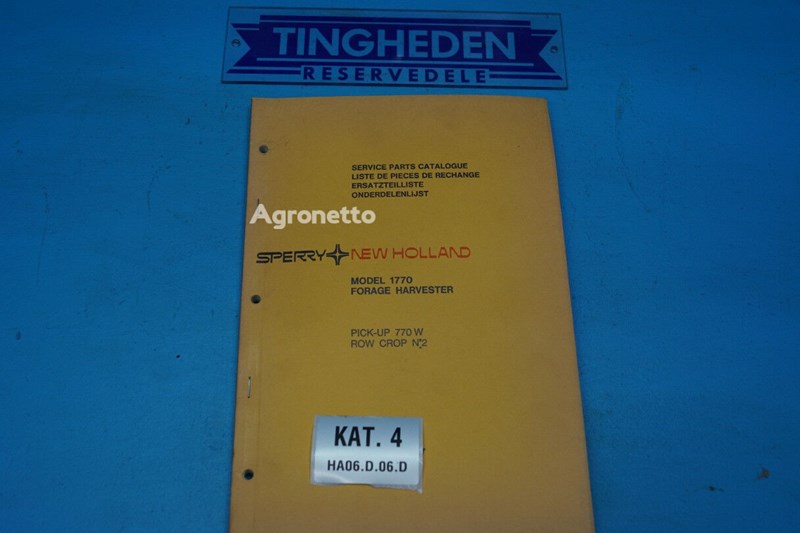 TINGHEDEN
RESERVEDELE
SERVICE PARTS CATALOGUE
LISTE DE PIECES DE RECHANGE
ERSATZTEILLISTE
ONDERDELENLIJST
Agronetto
SPERRY NEW HOLLAND
MODEL 1770
FORAGE HARVESTER
PICK-UP 770 W
ROW CROP Nº2
KAT. 4
HA06.D.06.D